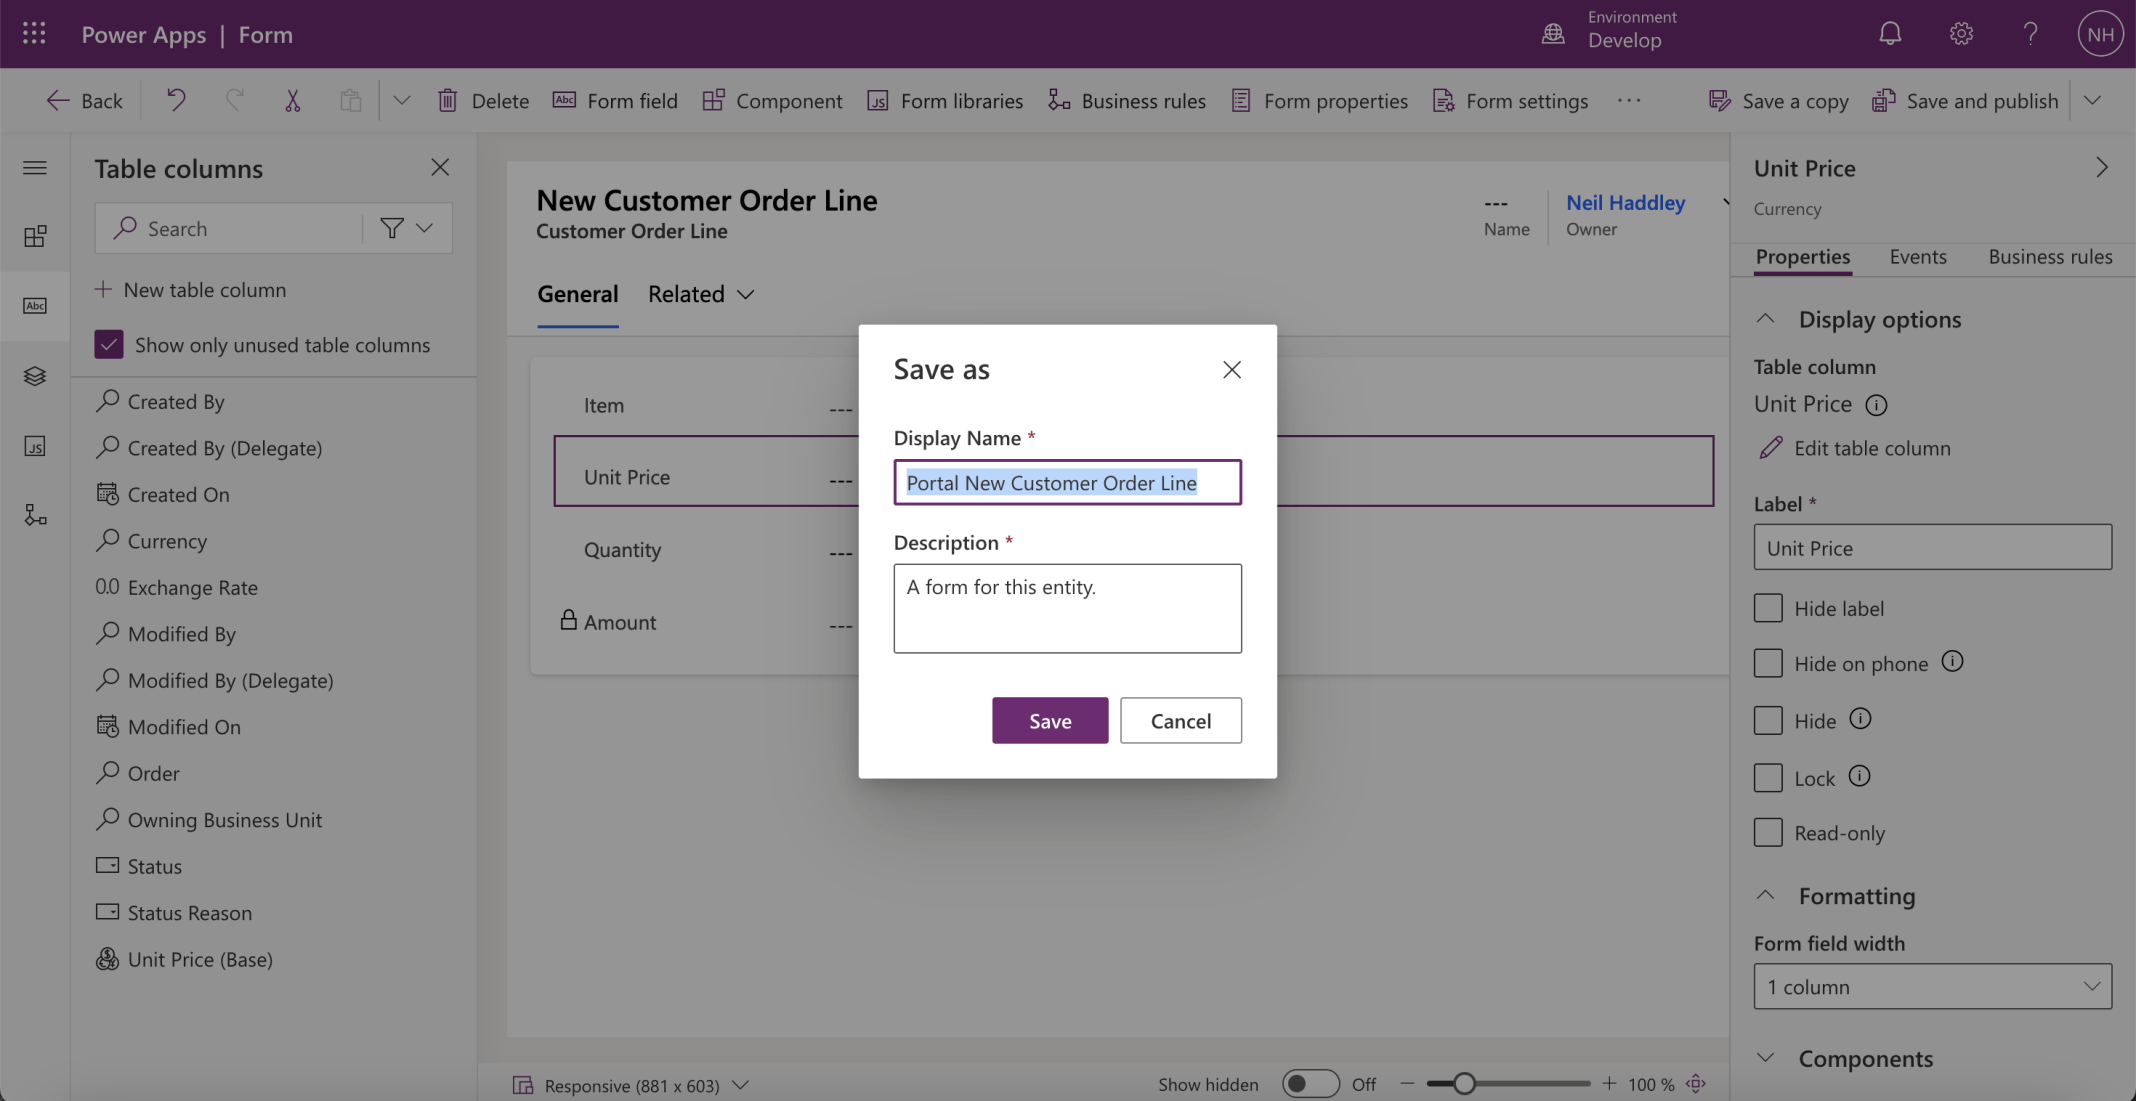 Power Apps | Form
Environment
Develop
NH
Back
Delete
Abc
Form field
Component
JS
Form libraries
Business rules
Form properties
Form settings
Save a copy
Save and publish
Table columns
Search
New table column
Abc
Show only unused table columns
Created By
Created By (Delegate)
JS
Created On
Currency
0.0 Exchange Rate
Modified By
Modified By (Delegate)
Modified On
Order
Owning Business Unit
Status
Status Reason
Unit Price (Base)
New Customer Order Line
Customer Order Line
---
Name
Neil Haddley
Owner
General
Related
Item
---
Unit Price
---
Quantity
---
Amount
---
Save as
Display Name *
Portal New Customer Order Line
Description *
A form for this entity.
Save
Cancel
Responsive (881 x 603)
Show hidden
Off
100 %
Unit Price
Currency
Properties
Events
Business rules
Display options
Table column
Unit Price
Edit table column
Label *
Unit Price
Hide label
Hide on phone
Hide
Lock
Read-only
Formatting
Form field width
1 column
Components